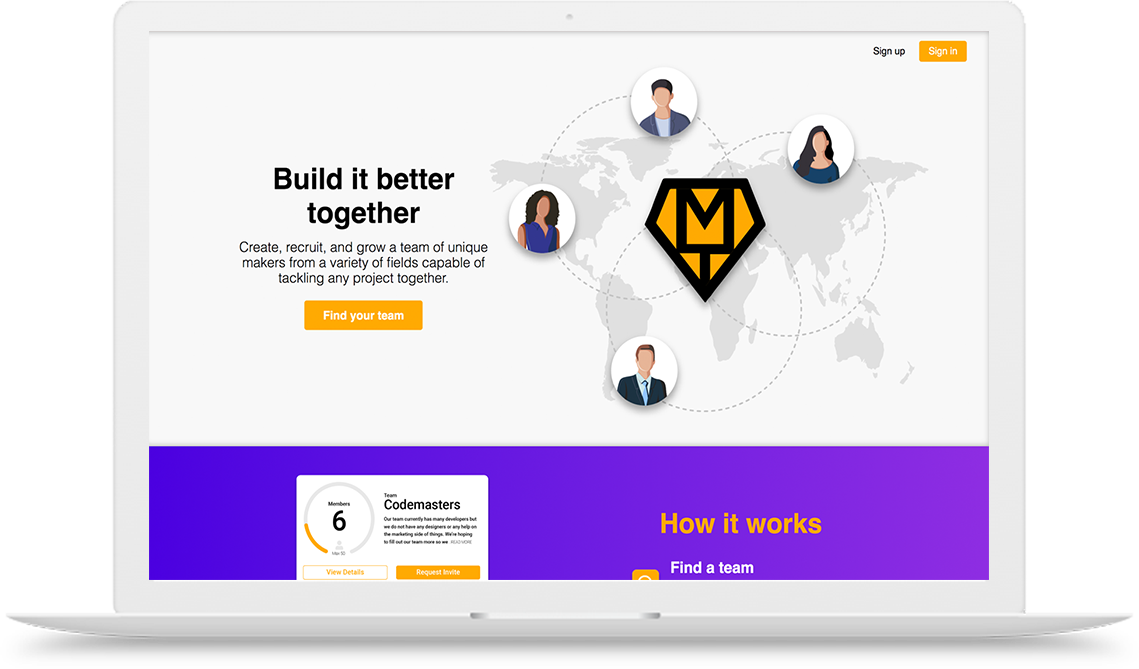 Sign up
Sign in
Build it better
together
Create, recruit, and grow a team of unique
makers from a variety of fields capable of
tackling any project together.
Find your team
MT
Members
6
Max 50
Team
Codemasters
Our team currently has many developers but
we do not have any designers or any help on
the marketing side of things. We're hoping
to fill out our team more so we READ MORE
View Details
Request Invite
How it works
Find a team